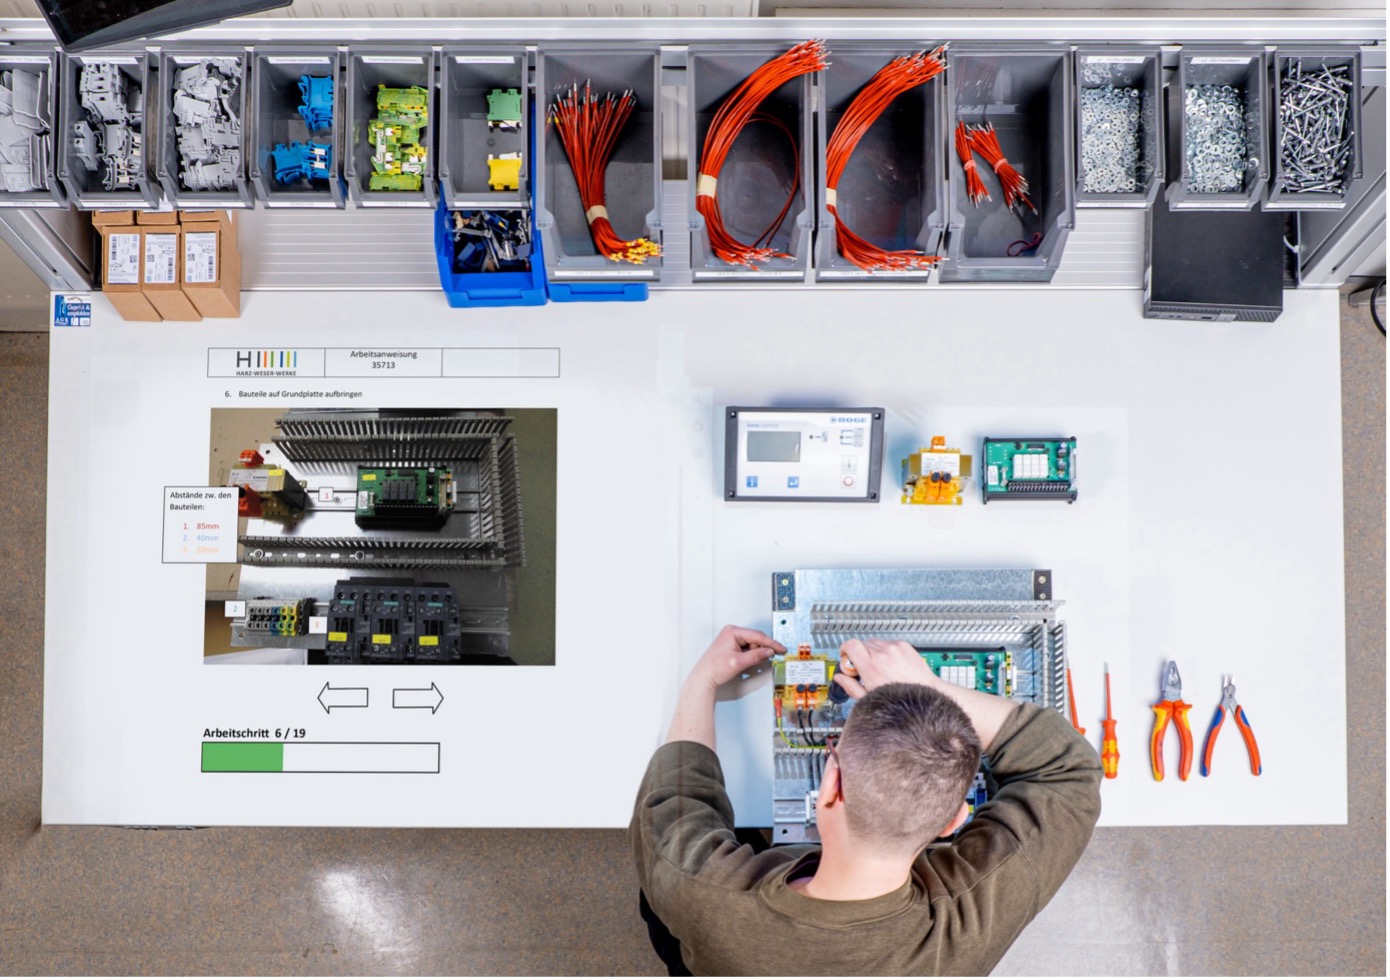 HARZ-WESER-WERKE
Arbeitsanweisung
35713
6. Bauteile auf Grundplatte aufbringen
Abstände zw. den
Bauteilen:
1. 85mm
2. 40mm
1
2
Arbeitschritt 6 / 19
BOGE